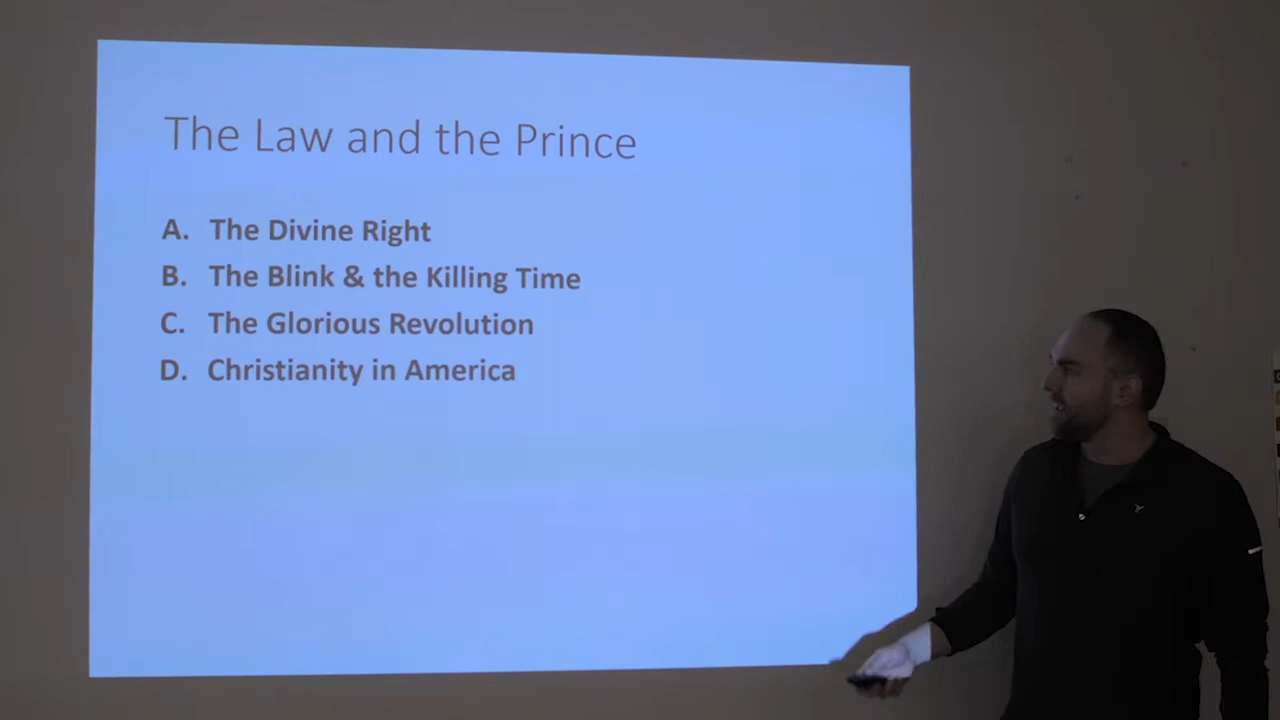 The Law and the Prince
A. The Divine Right
B. The Blink & the Killing Time
C. The Glorious Revolution
D. Christianity in America